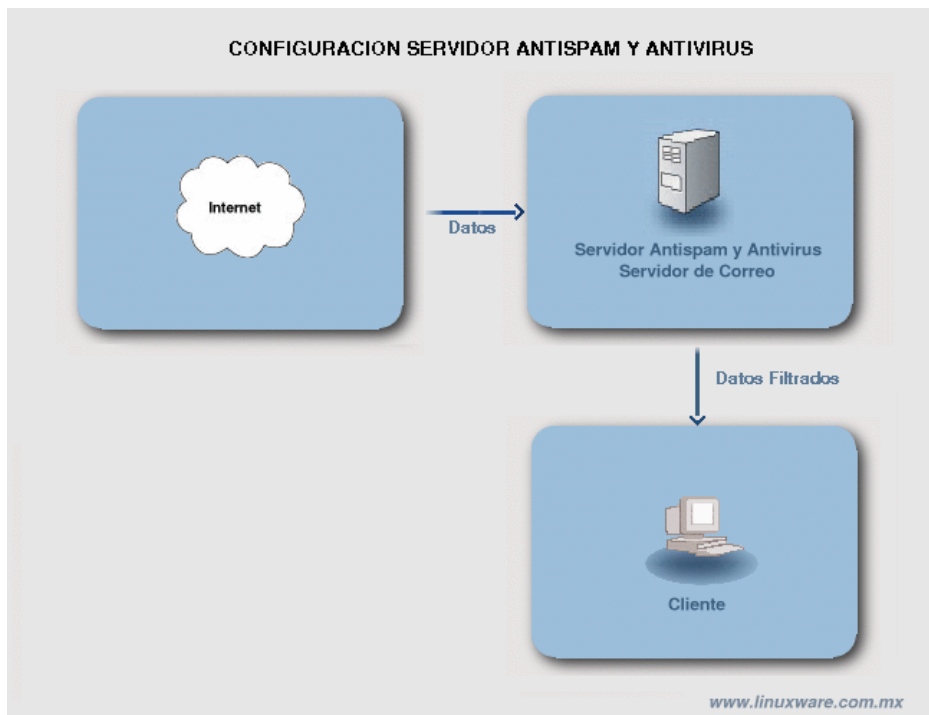 CONFIGURACION SERVIDOR ANTISPAM Y ANTIVIRUS
Internet
Datos
Servidor Antispam y Antivirus
Servidor de Correo
Datos Filtrados
Cliente
www.linuxware.com.mx